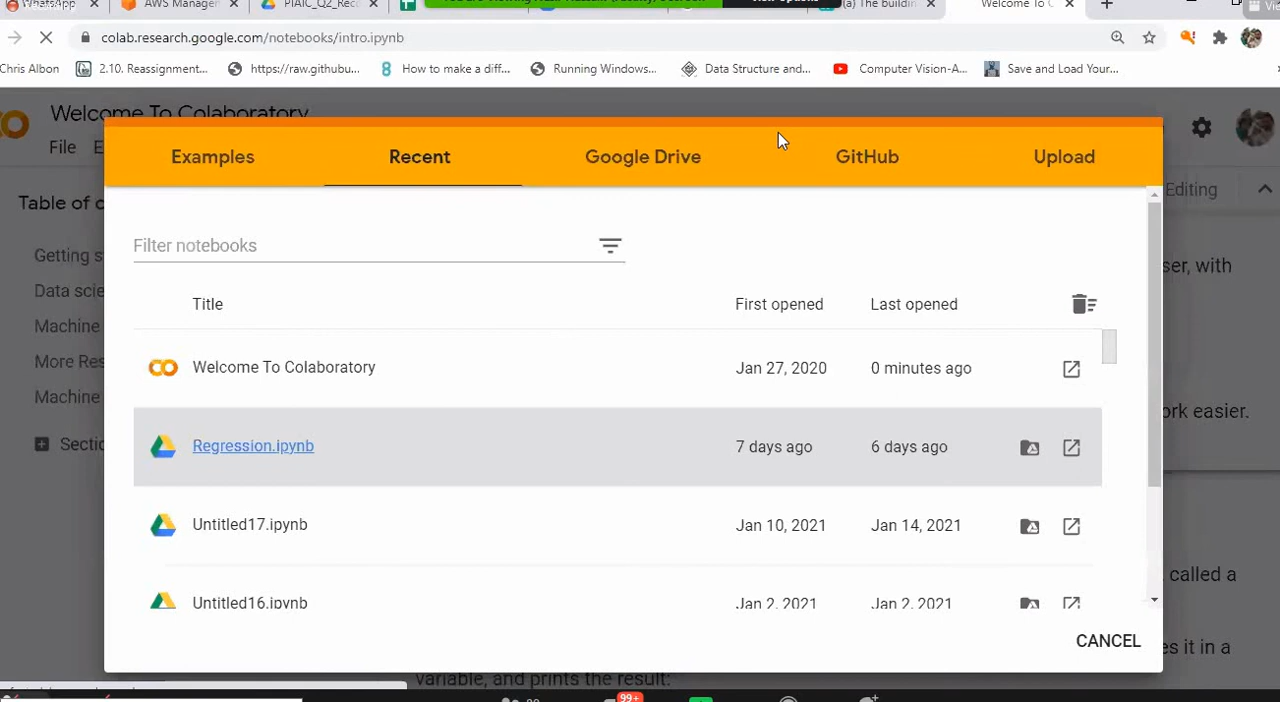 WhatsApp AWS Manager PIAIC_Q2_Rec (a) The buildin Welcome To C
colab.research.google.com/notebooks/intro.ipynb
Chris Albon 2.10. Reassignment... https://raw.githubu... How to make a diff... Running Windows... Data Structure and... Computer Vision-A... Save and Load Your...
Welcome To Colaboratory
File E
Examples Recent Google Drive GitHub Upload
Table of c Editing
Filter notebooks
Getting s ser, with
Data scie
Title First opened Last opened
Machine
More Res
Welcome To Colaboratory Jan 27, 2020 0 minutes ago
Machine
ork easier.
Sectio
Regression.ipynb 7 days ago 6 days ago
Untitled17.ipynb Jan 10, 2021 Jan 14, 2021
called a
Untitled16.ipynb Jan 2, 2021 Jan 2, 2021
CANCEL
es it in a
variable, and prints the result:
99+